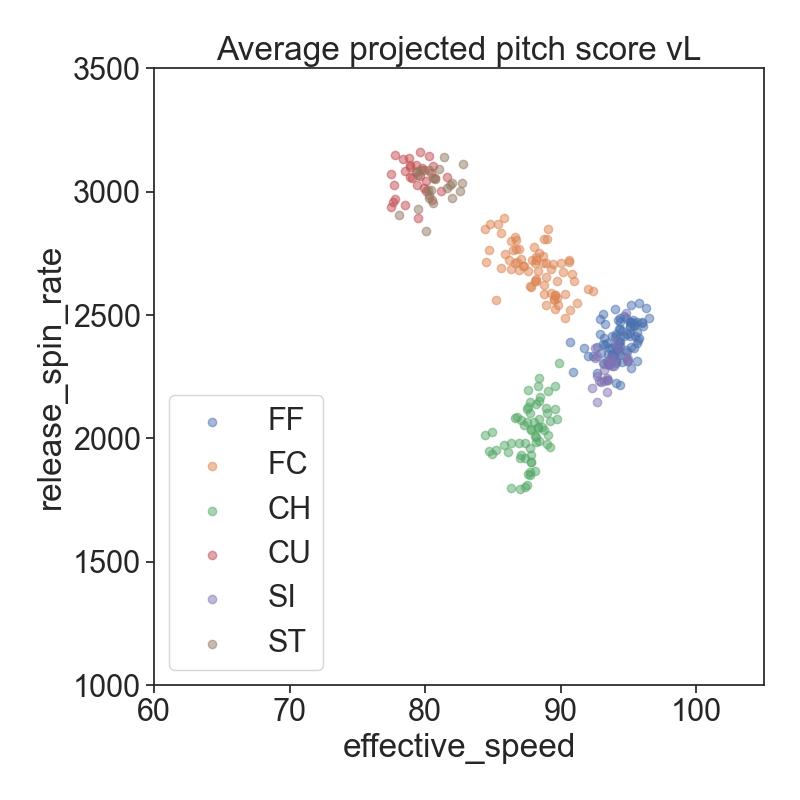 Average projected pitch score vL
3500
3000
2500
2000
1500
1000
release_spin_rate
FF
FC
CH
CU
SI
ST
60 70 80 90 100
effective_speed